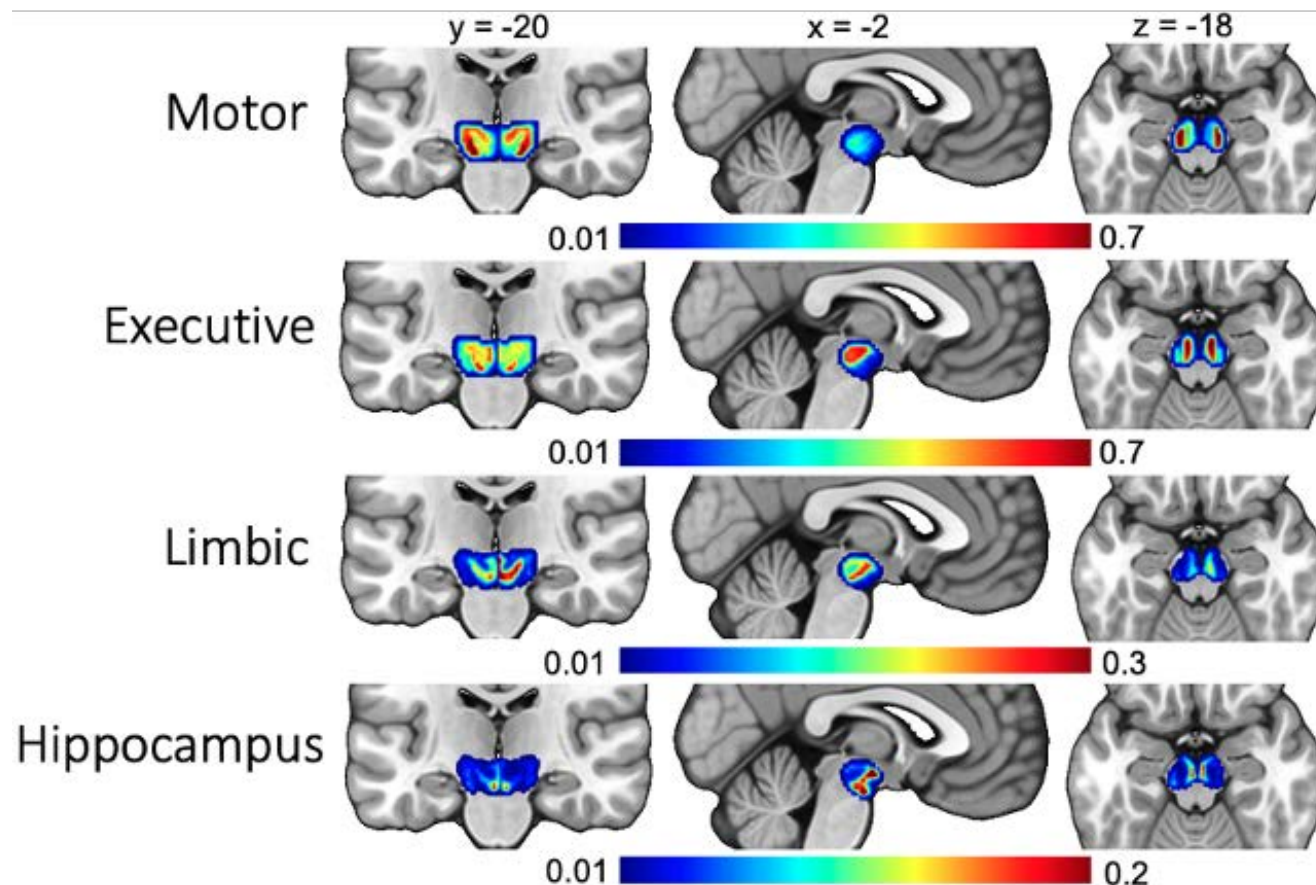 y = -20 x = -2 z = -18
Motor
0.01 0.7
Executive
0.01 0.7
Limbic
0.01 0.3
Hippocampus
0.01 0.2